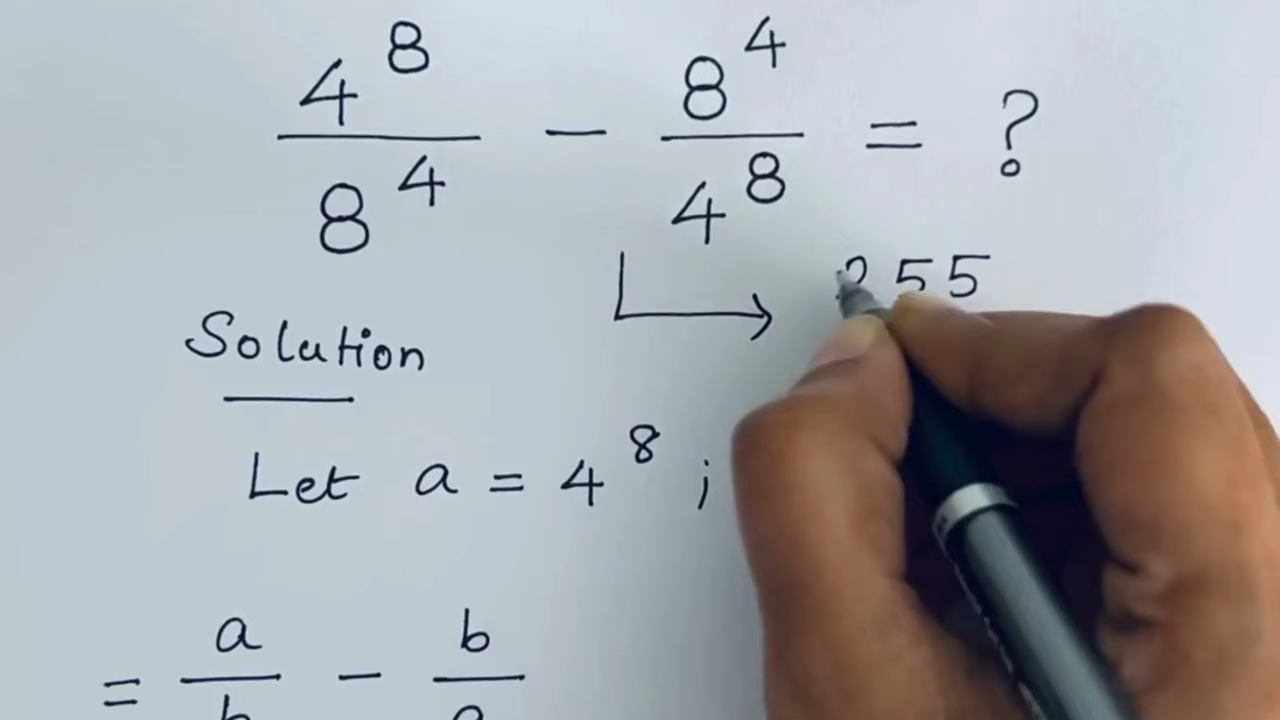 4^8/8^4 − 8^4/4^8 = ?
255
Solution
Let a = 4^8 ;
= a/b − b/a